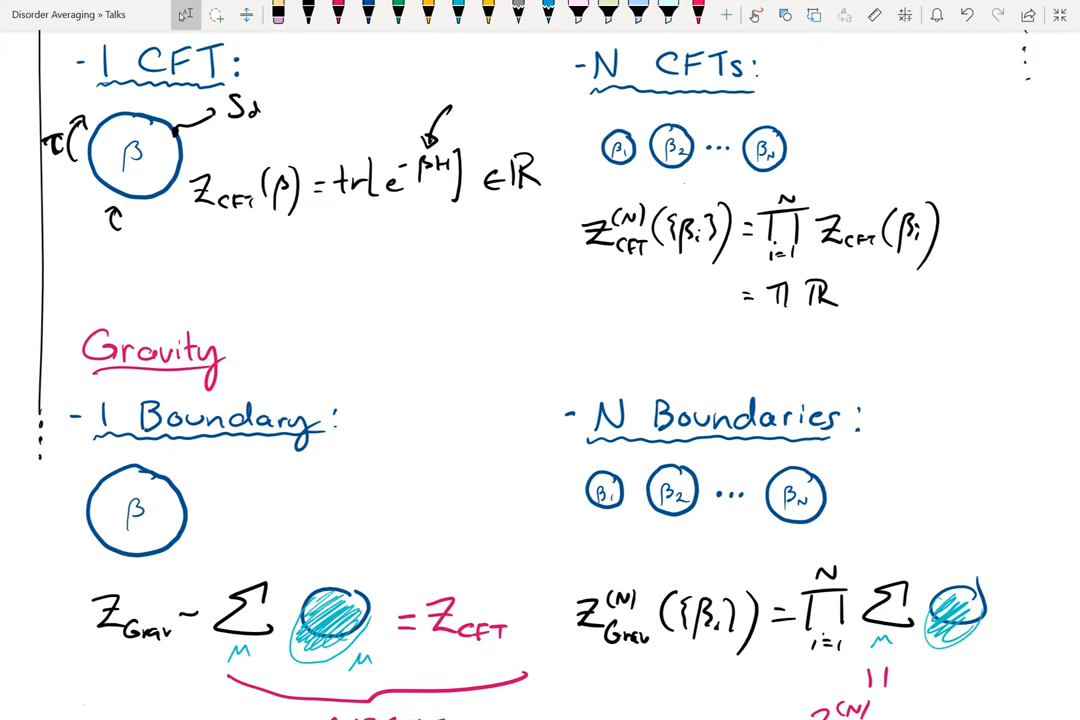 Disorder Averaging » Talks
- 1 CFT:
S_d
τ
β
Z_CFT(β) = tr[e^{-βH}] ∈ ℝ
- N CFTs:
β₁ β₂ ... β_N
Z_CFT^(N)({β_i}) = ∏_{i=1}^N Z_CFT(β_i)
= Π ℝ
Gravity
- 1 Boundary:
β
Z_Grav ~ Σ_M M = Z_CFT
- N Boundaries:
β₁ β₂ ... β_N
Z_Grav^(N)({β_i}) = ∏_{i=1}^N Σ_M
||